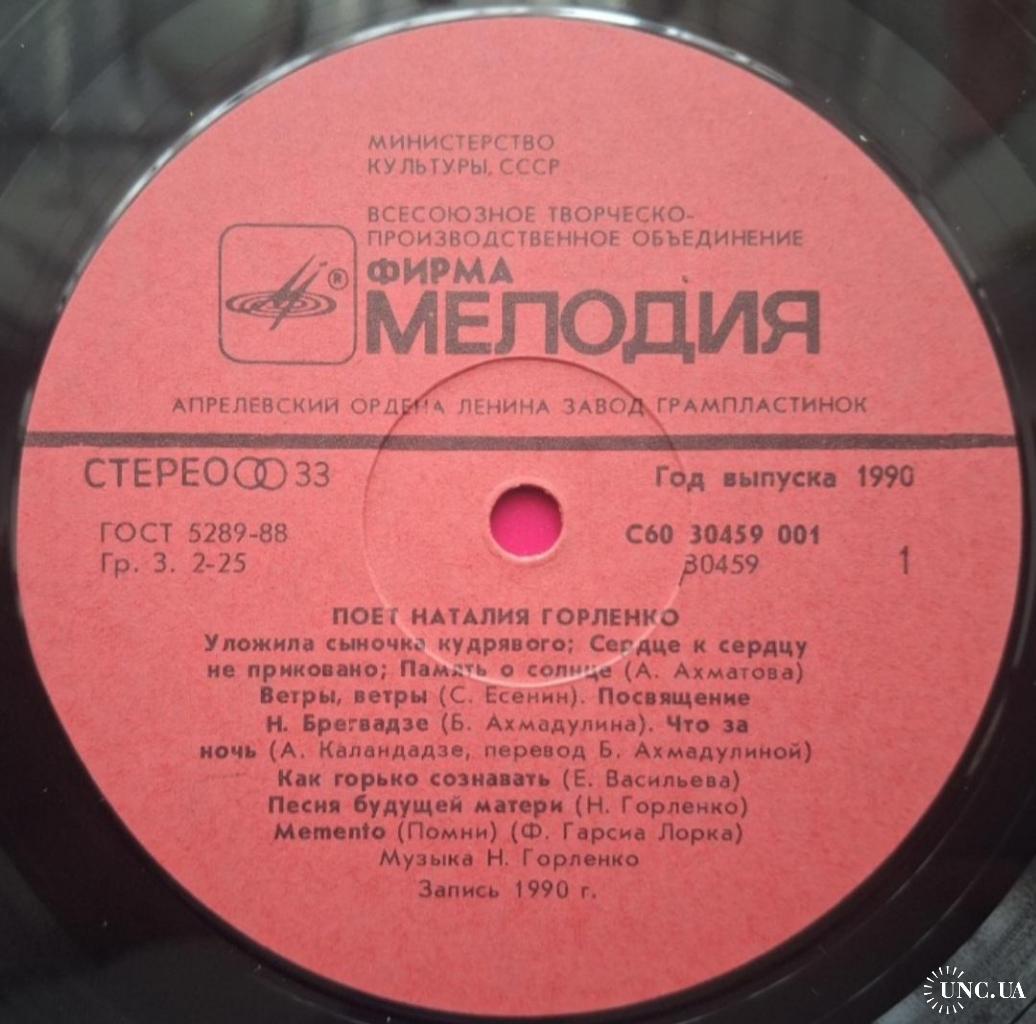 МИНИСТЕРСТВО
КУЛЬТУРЫ, СССР
ВСЕСОЮЗНОЕ ТВОРЧЕСКО-
ПРОИЗВОДСТВЕННОЕ ОБЪЕДИНЕНИЕ
ФИРМА
®
МЕЛОДИЯ
АПРЕЛЕВСКИЙ ОРДЕНА ЛЕНИНА ЗАВОД ГРАМПЛАСТИНОК
СТЕРЕО 33
Год выпуска 1990
ГОСТ 5289-88
Гр. 3. 2-25
С60 30459 001
30459
1
ПОЕТ НАТАЛИЯ ГОРЛЕНКО
Уложила сыночка кудрявого; Сердце к сердцу
не приковано; Память о солнце (А. Ахматова)
Ветры, ветры (С. Есенин). Посвящение
Н. Брегвадзе (Б. Ахмадулина). Что за
ночь (А. Каландадзе, перевод Б. Ахмадулиной)
Как горько сознавать (Е. Васильева)
Песня будущей матери (Н. Горленко)
Memento (Помни) (Ф. Гарсиа Лорка)
Музыка Н. Горленко
Запись 1990 г.
UNC.UA